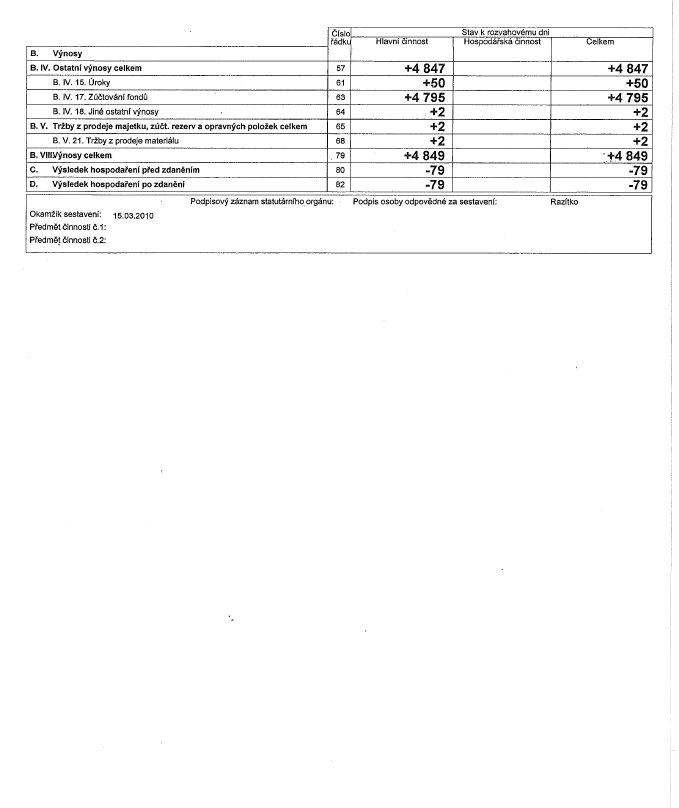 Číslo řádku Stav k rozvahovému dni
Hlavní činnost Hospodářská činnost Celkem
B. Výnosy
B. IV. Ostatní výnosy celkem 57 +4 847 +4 847
B. IV. 15. Úroky 61 +50 +50
B. IV. 17. Zúčtování fondů 63 +4 795 +4 795
B. IV. 18. Jiné ostatní výnosy 64 +2 +2
B. V. Tržby z prodeje majetku, zúčt. rezerv a opravných položek celkem 65 +2 +2
B. V. 21. Tržby z prodeje materiálu 68 +2 +2
B. VIII Výnosy celkem 79 +4 849 +4 849
C. Výsledek hospodaření před zdaněním 80 -79 -79
D. Výsledek hospodaření po zdanění 82 -79 -79
Podpisový záznam statutárního orgánu: Podpis osoby odpovědné za sestavení: Razítko
Okamžik sestavení: 15.03.2010
Předmět činnosti č.1:
Předmět činnosti č.2: